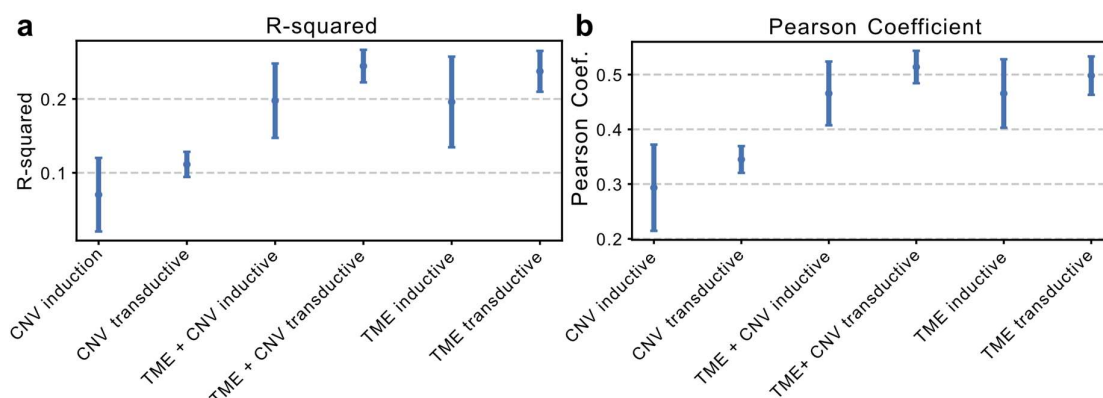 a
R-squared
R-squared
0.2
0.1
CNV induction
CNV transductive
TME + CNV inductive
TME + CNV transductive
TME inductive
TME transductive
b
Pearson Coefficient
Pearson Coef.
0.5
0.4
0.3
0.2
CNV inductive
CNV transductive
TME + CNV inductive
TME+ CNV transductive
TME inductive
TME transductive